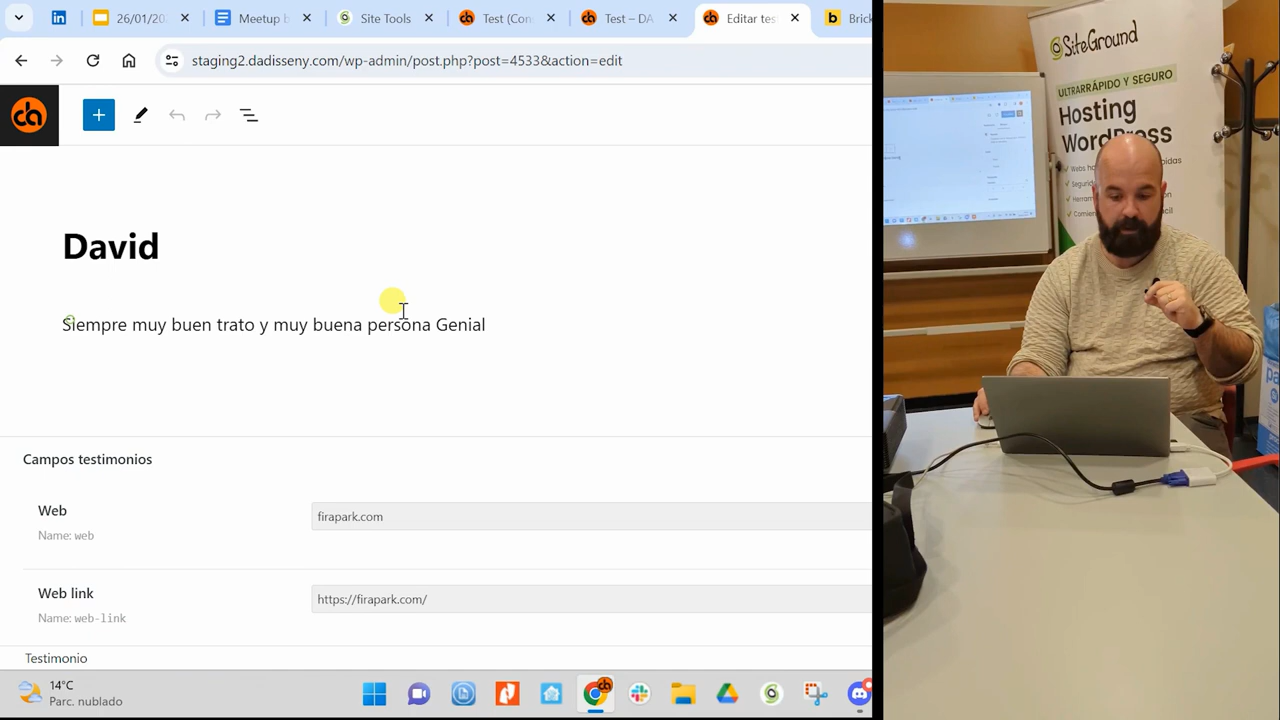 26/01/20
Meetup b
Site Tools
Test (Con
Test – DA
Editar tes
Brick
staging2.dadisseny.com/wp-admin/post.php?post=4533&action=edit
David
Siempre muy buen trato y muy buena persona Genial
Campos testimonios
Web
firapark.com
Name: web
Web link
https://firapark.com/
Name: web-link
Testimonio
14°C
Parc. nublado
SiteGround
ULTRARRÁPIDO Y SEGURO
Hosting
WordPress